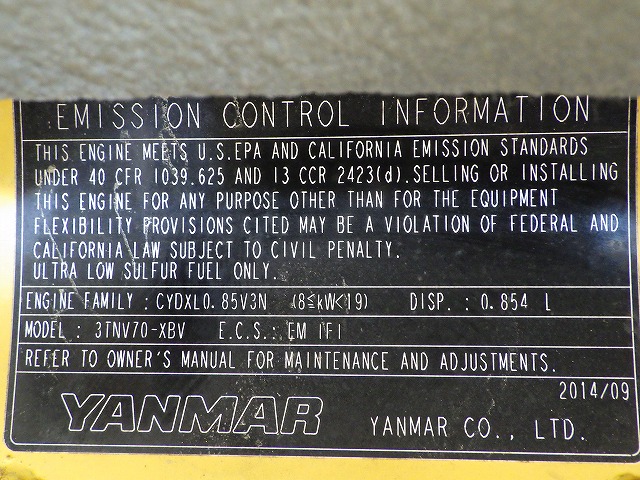 EMISSION CONTROL INFORMATION
THIS ENGINE MEETS U.S.EPA AND CALIFORNIA EMISSION STANDARDS
UNDER 40 CFR 1039.625 AND 13 CCR 2423(d).SELLING OR INSTALLING
THIS ENGINE FOR ANY PURPOSE OTHER THAN FOR THE EQUIPMENT
FLEXIBILITY PROVISIONS CITED MAY BE A VIOLATION OF FEDERAL AND
CALIFORNIA LAW SUBJECT TO CIVIL PENALTY.
ULTRA LOW SULFUR FUEL ONLY.
ENGINE FAMILY : CYDXL0.85V3N (8≦kW<19) DISP. : 0.854 L
MODEL : 3TNV70-XBV E.C.S.: EM IFI
REFER TO OWNER'S MANUAL FOR MAINTENANCE AND ADJUSTMENTS.
2014/09
YANMAR YANMAR CO., LTD.